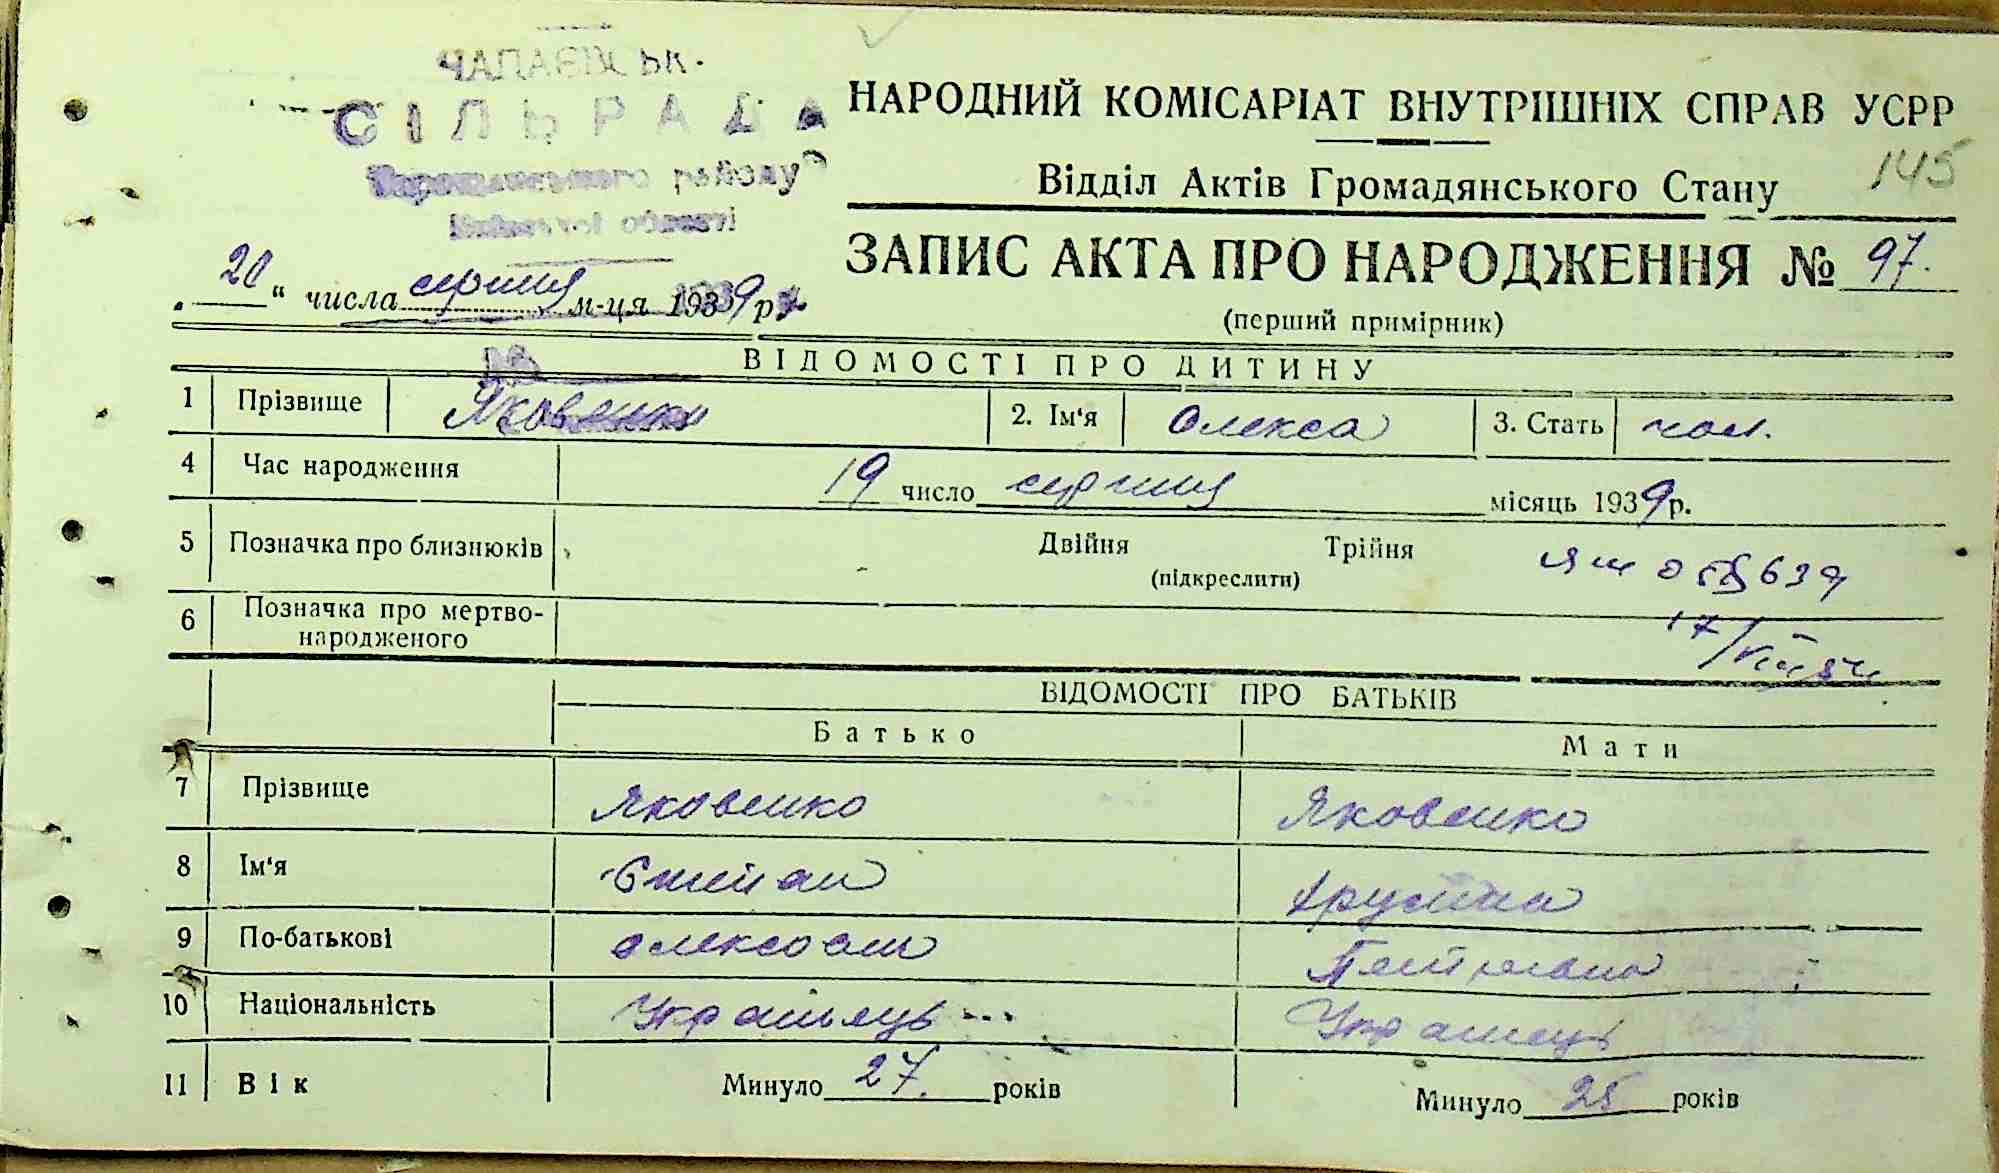 ЧАПАЄВСЬК.
СІЛЬРАДА
району
області
НАРОДНИЙ КОМІСАРІАТ ВНУТРІШНІХ СПРАВ УСРР
145
Відділ Актів Громадянського Стану
ЗАПИС АКТА ПРО НАРОДЖЕННЯ № 97.
„20“ числа серпня м-ця 1939 р.
(перший примірник)
ВІДОМОСТІ ПРО ДИТИНУ
1 Прізвище Яковенко 2. Ім'я Олекса 3. Стать чол.
4 Час народження 19 число серпня місяць 1939 р.
5 Позначка про близнюків Двійня Трійня
(підкреслити)
6 Позначка про мертво-
народженого
17/
ВІДОМОСТІ ПРО БАТЬКІВ
Батько Мати
7 Прізвище Яковенко Яковенко
8 Ім'я Степан
9 По-батькові Петрівна
10 Національність Українець Українець
11 Вік Минуло 27. років Минуло 25 років